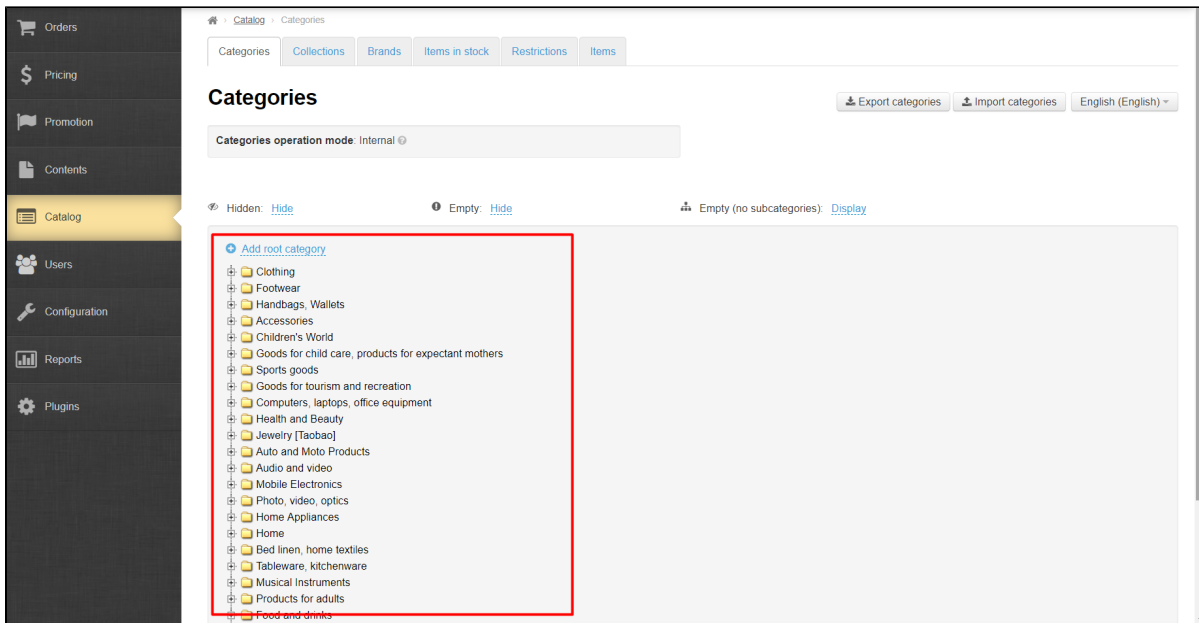 Orders
Pricing
Promotion
Contents
Catalog
Users
Configuration
Reports
Plugins
Catalog › Categories
Categories Collections Brands Items in stock Restrictions Items
Categories
Export categories Import categories English (English)
Categories operation mode: Internal
Hidden: Hide Empty: Hide Empty (no subcategories): Display
Add root category
Clothing
Footwear
Handbags, Wallets
Accessories
Children's World
Goods for child care, products for expectant mothers
Sports goods
Goods for tourism and recreation
Computers, laptops, office equipment
Health and Beauty
Jewelry [Taobao]
Auto and Moto Products
Audio and video
Mobile Electronics
Photo, video, optics
Home Appliances
Home
Bed linen, home textiles
Tableware, kitchenware
Musical Instruments
Products for adults
Food and drinks